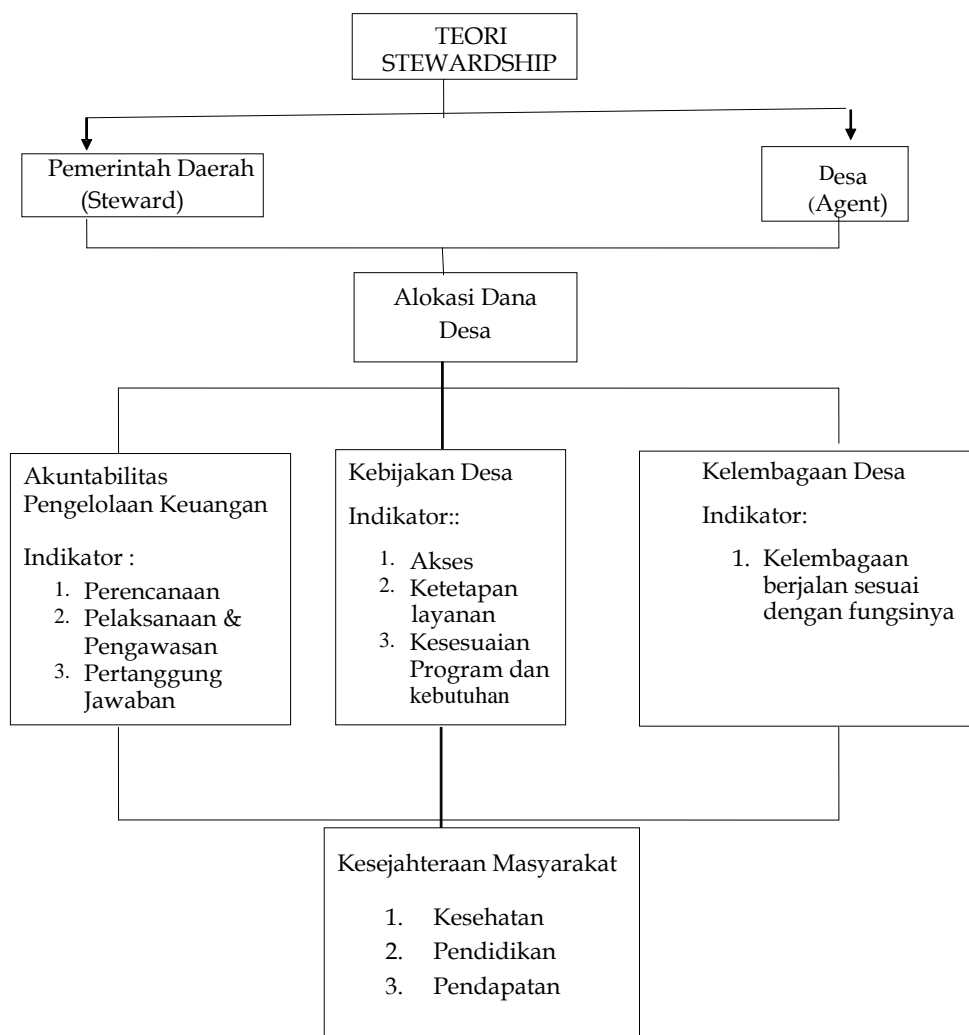 TEORI
STEWARDSHIP
Pemerintah Daerah
(Steward)
Desa
(Agent)
Alokasi Dana
Desa
Akuntabilitas
Pengelolaan Keuangan
Indikator :
1. Perencanaan
2. Pelaksanaan &
Pengawasan
3. Pertanggung
Jawaban
Kebijakan Desa
Indikator::
1. Akses
2. Ketetapan
layanan
3. Kesesuaian
Program dan
kebutuhan
Kelembagaan Desa
Indikator:
1. Kelembagaan
berjalan sesuai
dengan fungsinya
Kesejahteraan Masyarakat
1. Kesehatan
2. Pendidikan
3. Pendapatan